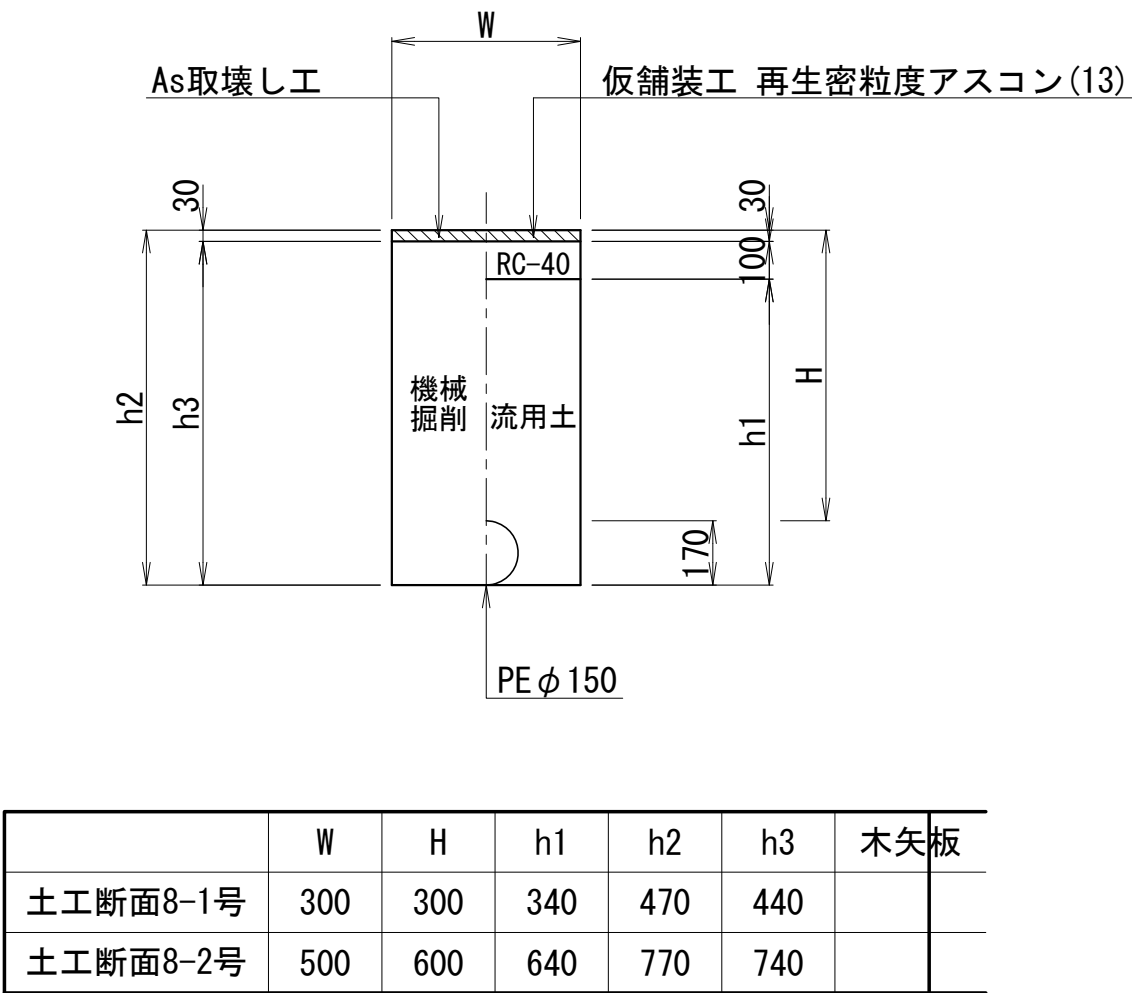 W
As取壊し工
仮舗装工 再生密粒度アスコン(13)
30
30
100
RC-40
H
h2
h3
機械
掘削
流用土
h1
170
PEφ150
W H h1 h2 h3 木矢板
土工断面8-1号 300 300 340 470 440
土工断面8-2号 500 600 640 770 740